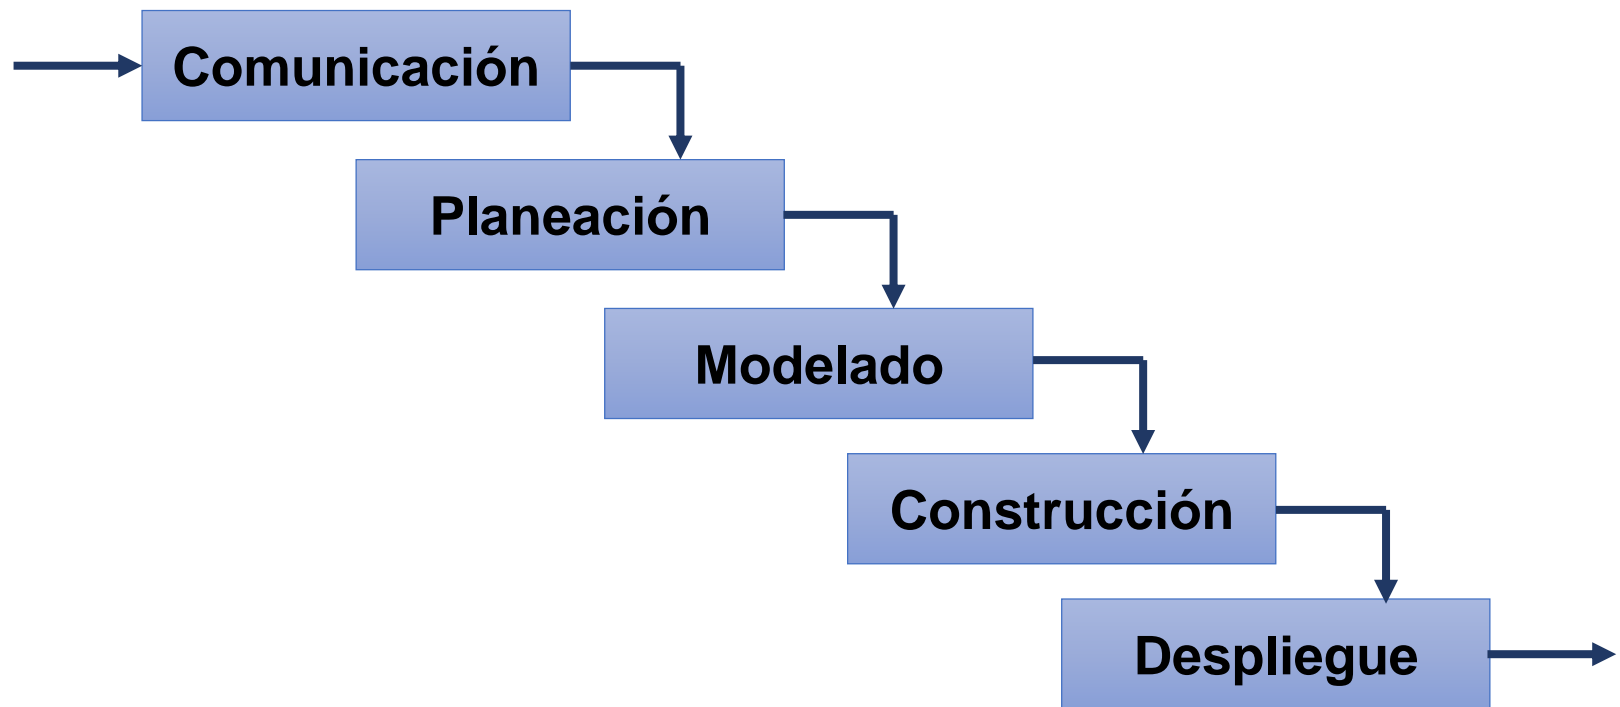 Comunicación
Planeación
Modelado
Construcción
Despliegue